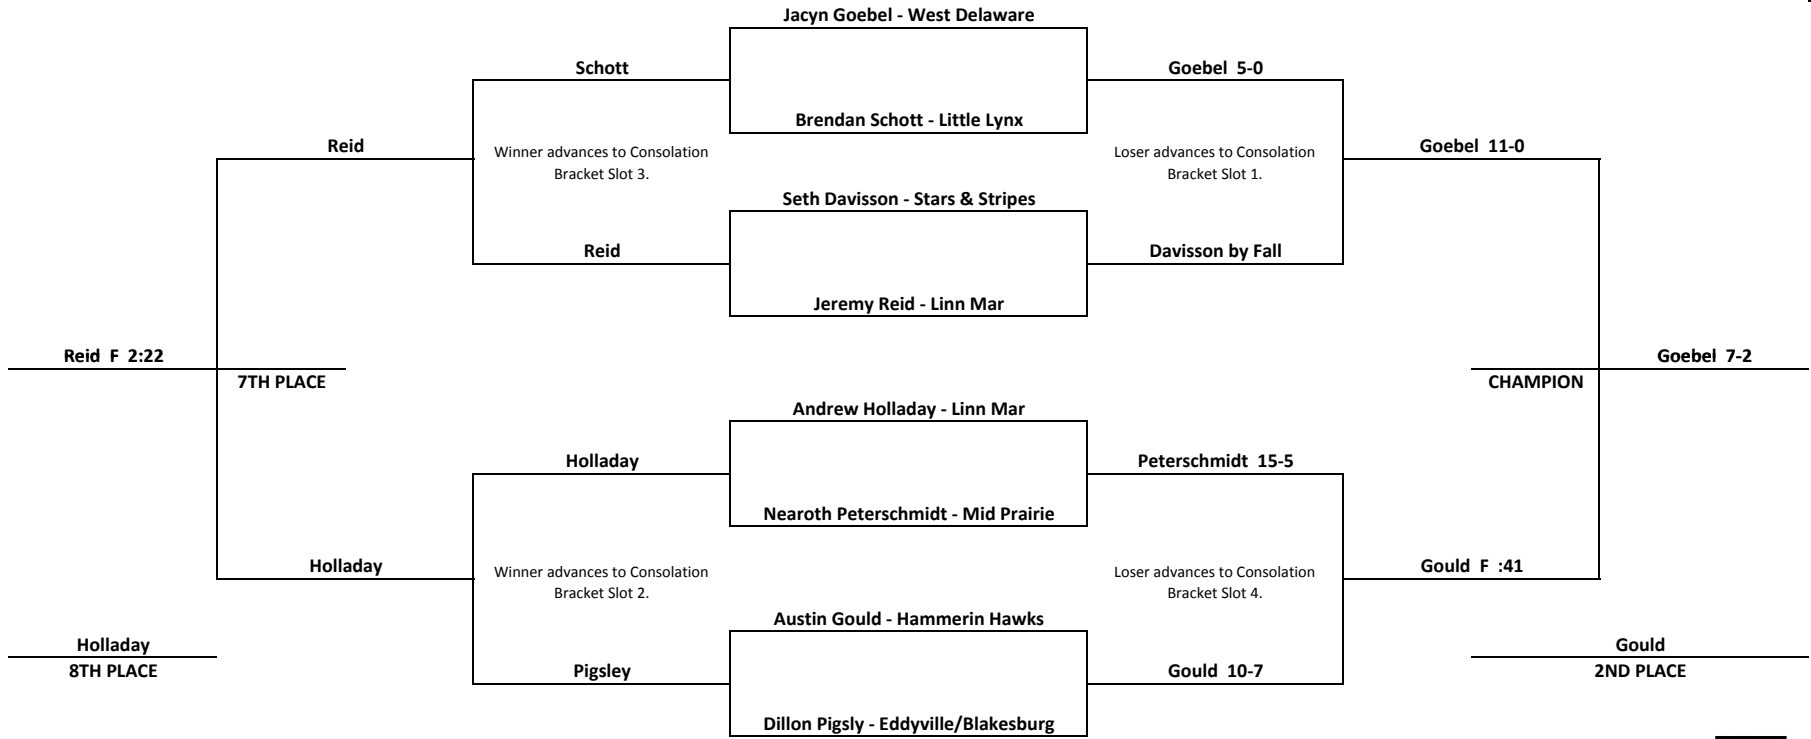 Jacyn Goebel - West Delaware
Schott
Goebel  5-0
Brendan Schott - Little Lynx
Reid
Winner advances to Consolation
Bracket Slot 3.
Loser advances to Consolation
Bracket Slot 1.
Goebel  11-0
Seth Davisson - Stars & Stripes
Reid
Davisson by Fall
Jeremy Reid - Linn Mar
Reid  F  2:22
7TH PLACE
CHAMPION
Goebel  7-2
Andrew Holladay - Linn Mar
Holladay
Peterschmidt  15-5
Nearoth Peterschmidt - Mid Prairie
Holladay
Winner advances to Consolation
Bracket Slot 2.
Loser advances to Consolation
Bracket Slot 4.
Gould  F  :41
Austin Gould - Hammerin Hawks
Holladay
8TH PLACE
Pigsley
Gould  10-7
Gould
2ND PLACE
Dillon Pigsly - Eddyville/Blakesburg